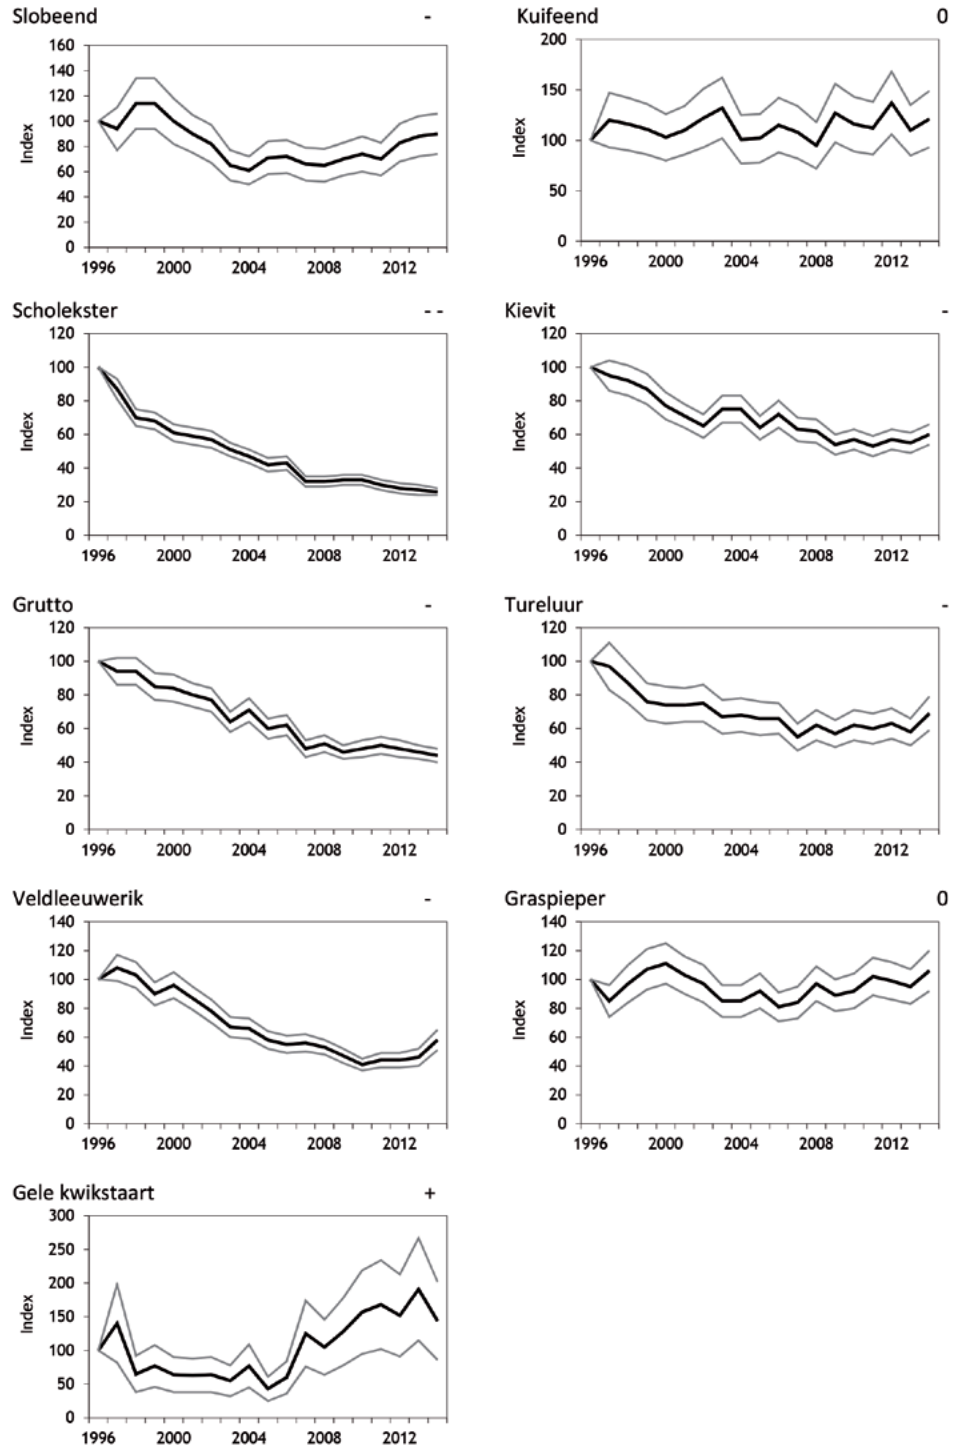 Slobeend -
160
140
120
100
80
60
40
20
0
Index
1996 2000 2004 2008 2012
Kuifeend 0
200
150
100
50
0
Index
1996 2000 2004 2008 2012
Scholekster - -
120
100
80
60
40
20
0
Index
1996 2000 2004 2008 2012
Kievit -
120
100
80
60
40
20
0
Index
1996 2000 2004 2008 2012
Grutto -
120
100
80
60
40
20
0
Index
1996 2000 2004 2008 2012
Tureluur -
120
100
80
60
40
20
0
Index
1996 2000 2004 2008 2012
Veldleeuwerik -
140
120
100
80
60
40
20
0
Index
1996 2000 2004 2008 2012
Graspieper 0
140
120
100
80
60
40
20
0
Index
1996 2000 2004 2008 2012
Gele kwikstaart +
300
250
200
150
100
50
0
Index
1996 2000 2004 2008 2012